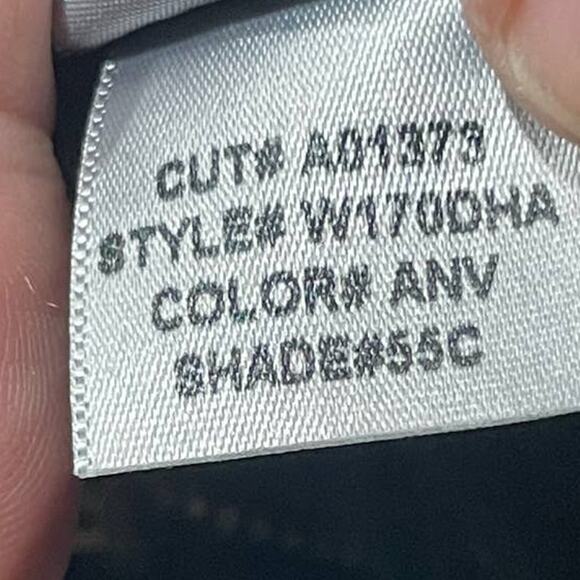 CUT# A01373
STYLE# W170DHA
COLOR# ANV
SHADE#55C